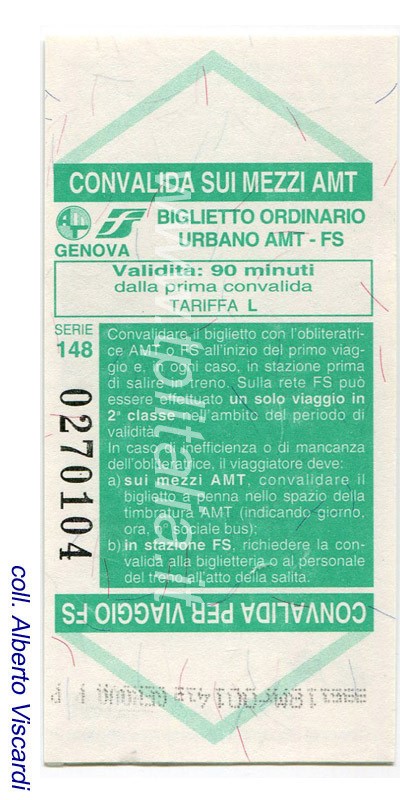 CONVALIDA SUI MEZZI AMT
BIGLIETTO ORDINARIO
URBANO AMT - FS
GENOVA
Validità: 90 minuti
dalla prima convalida
TARIFFA L
SERIE
148
0270104
Convalidare il biglietto con l'obliteratri-
ce AMT o FS all'inizio del primo viag-
gio e, in ogni caso, in stazione prima
di salire in treno. Sulla rete FS può
essere effettuato un solo viaggio in
2ª classe nell'ambito del periodo di
validità.
In caso di inefficienza o di mancanza
dell'obliteratrice, il viaggiatore deve:
a) sui mezzi AMT, convalidare il
biglietto a penna nello spazio della
timbratura AMT (indicando giorno,
ora, n° sociale bus);
b) in stazione FS, richiedere la con-
valida alla biglietteria o al personale
del treno all'atto della salita.
CONVALIDA PER VIAGGIO FS
coll. Alberto Viscardi
www.tpitalia.it